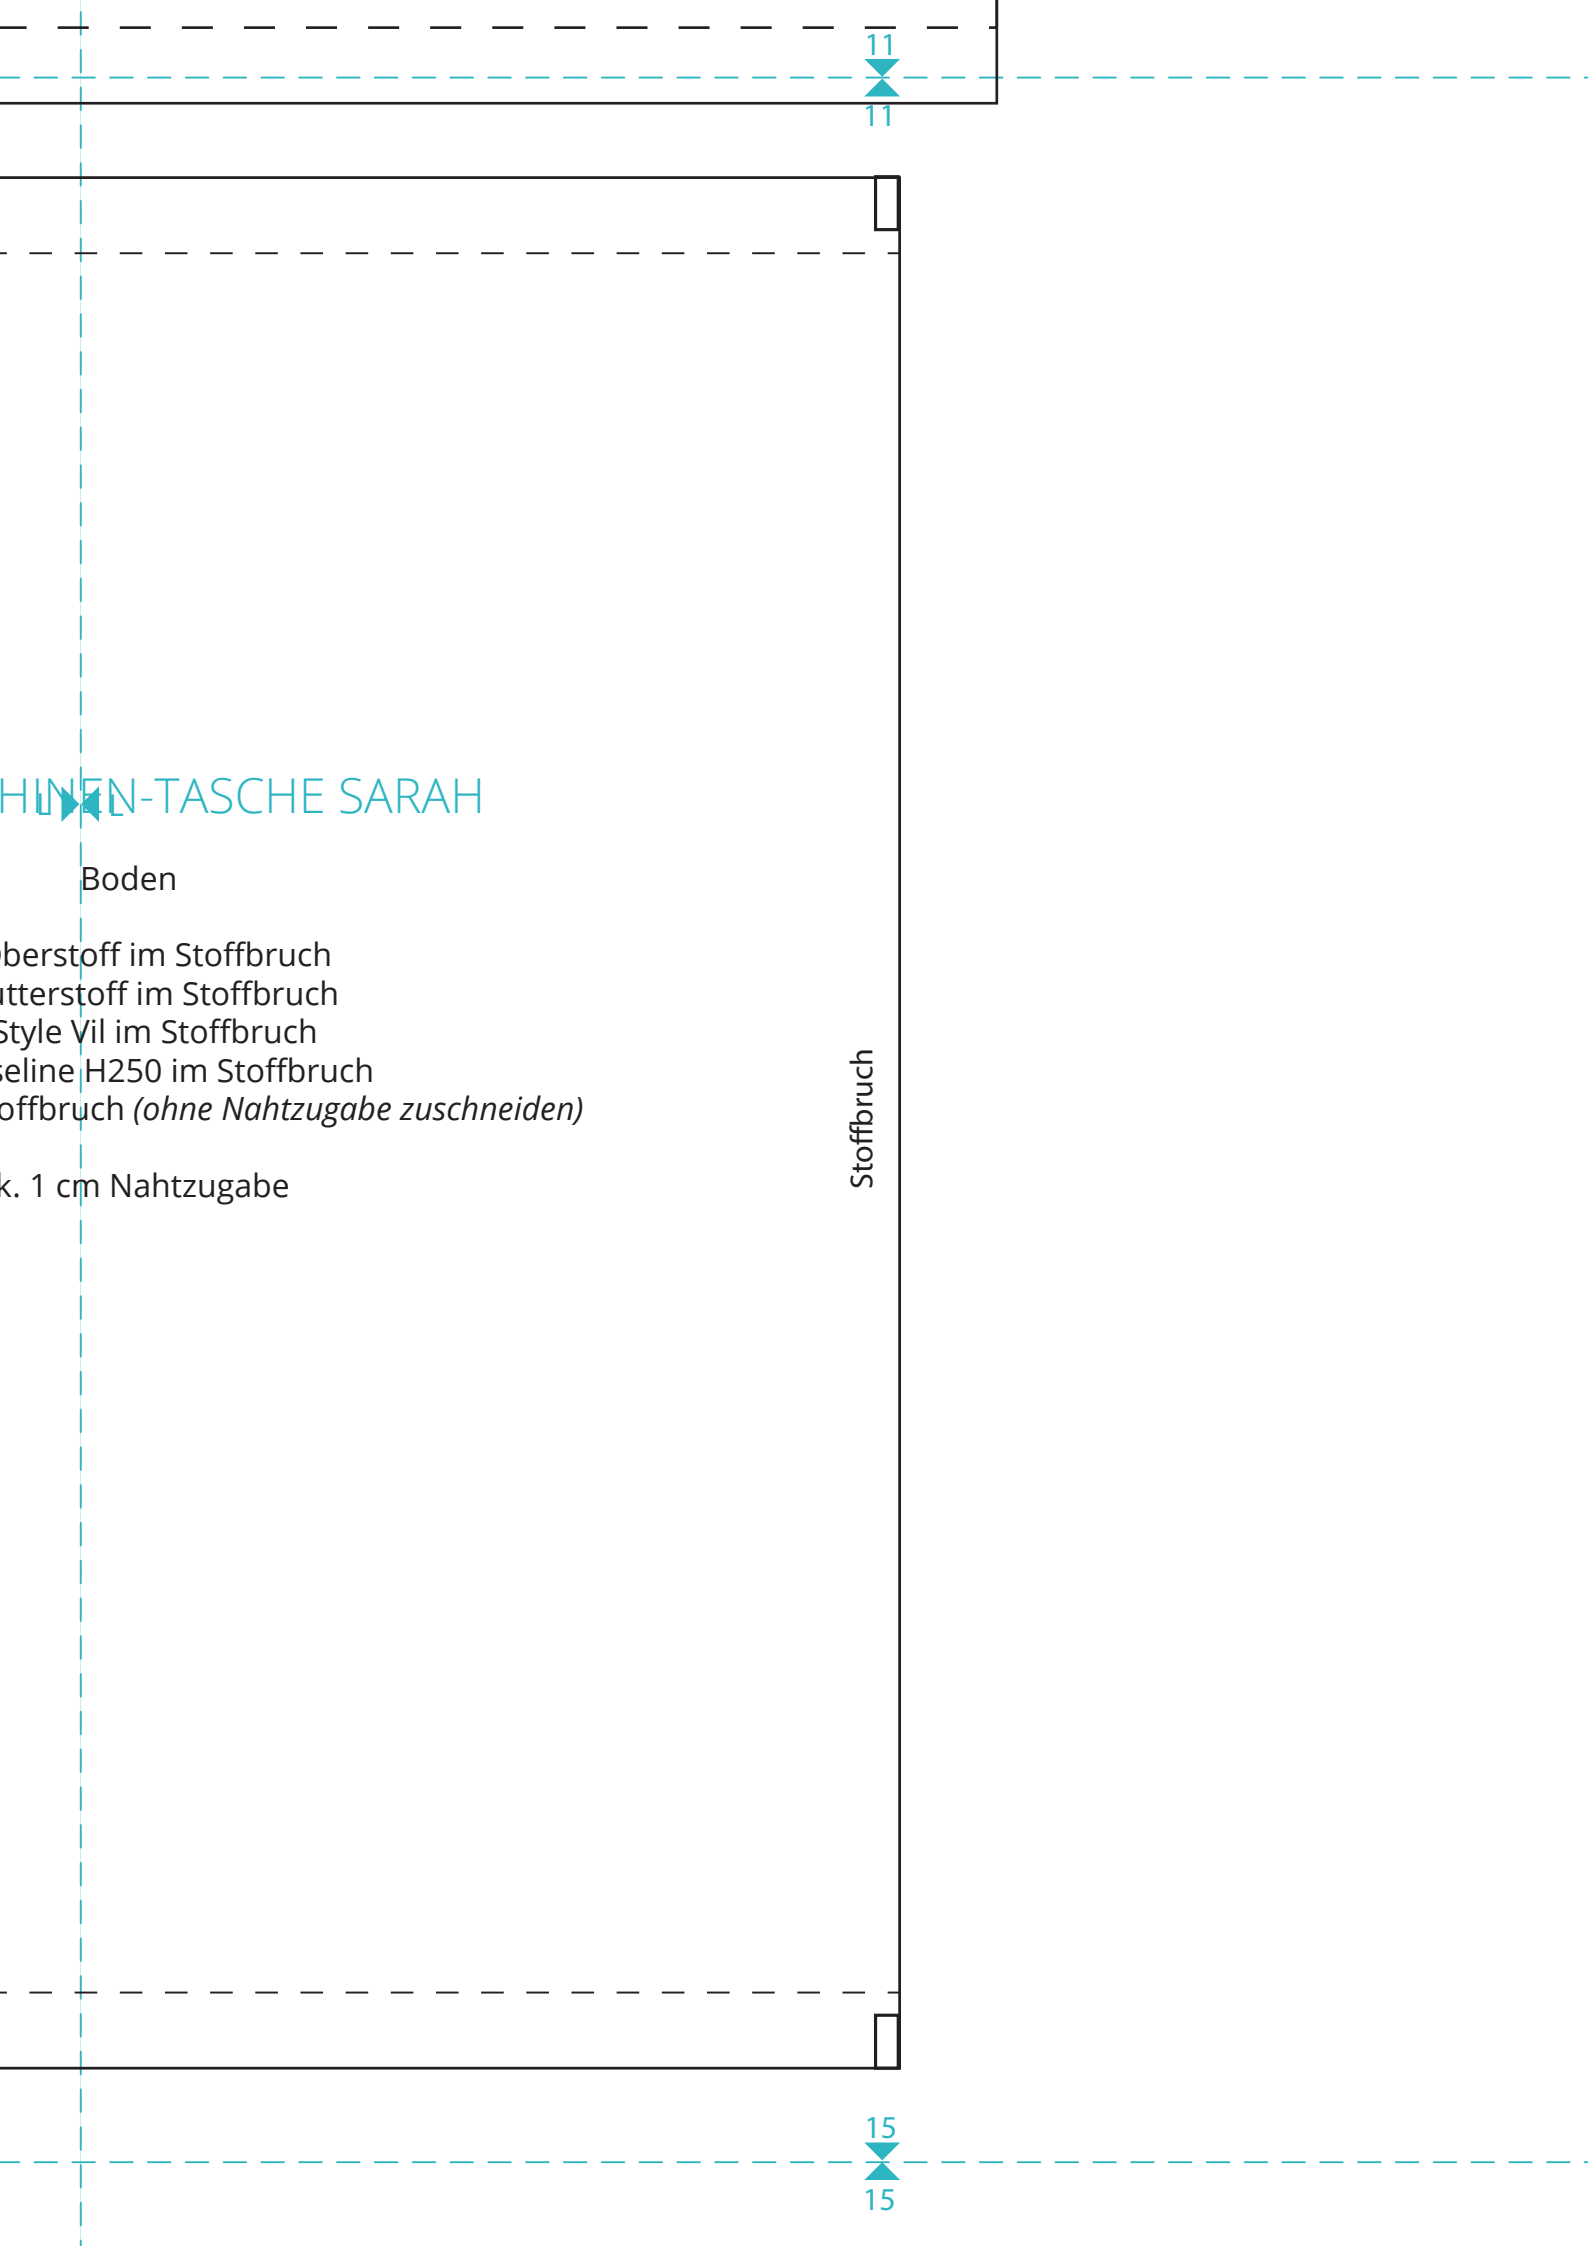 11
11
HINEN-TASCHE SARAH
L L
Boden
berstoff im Stoffbruch
utterstoff im Stoffbruch
Style Vil im Stoffbruch
seline H250 im Stoffbruch
offbruch (ohne Nahtzugabe zuschneiden)
k. 1 cm Nahtzugabe
Stoffbruch
15
15